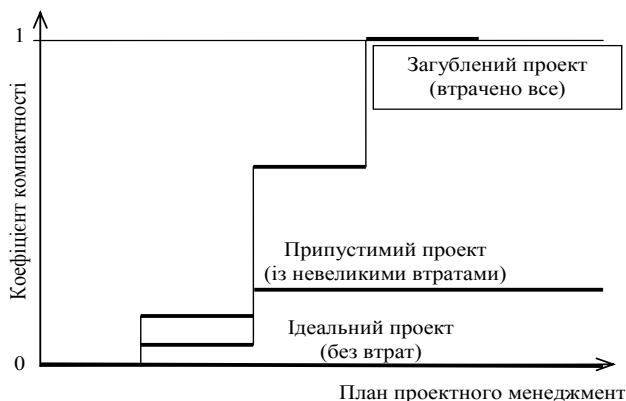 1
Загублений проект
(втрачено все)
Коефіцієнт компактності
Припустимий проект
(із невеликими втратами)
Ідеальний проект
(без втрат)
0
План проектного менеджмент